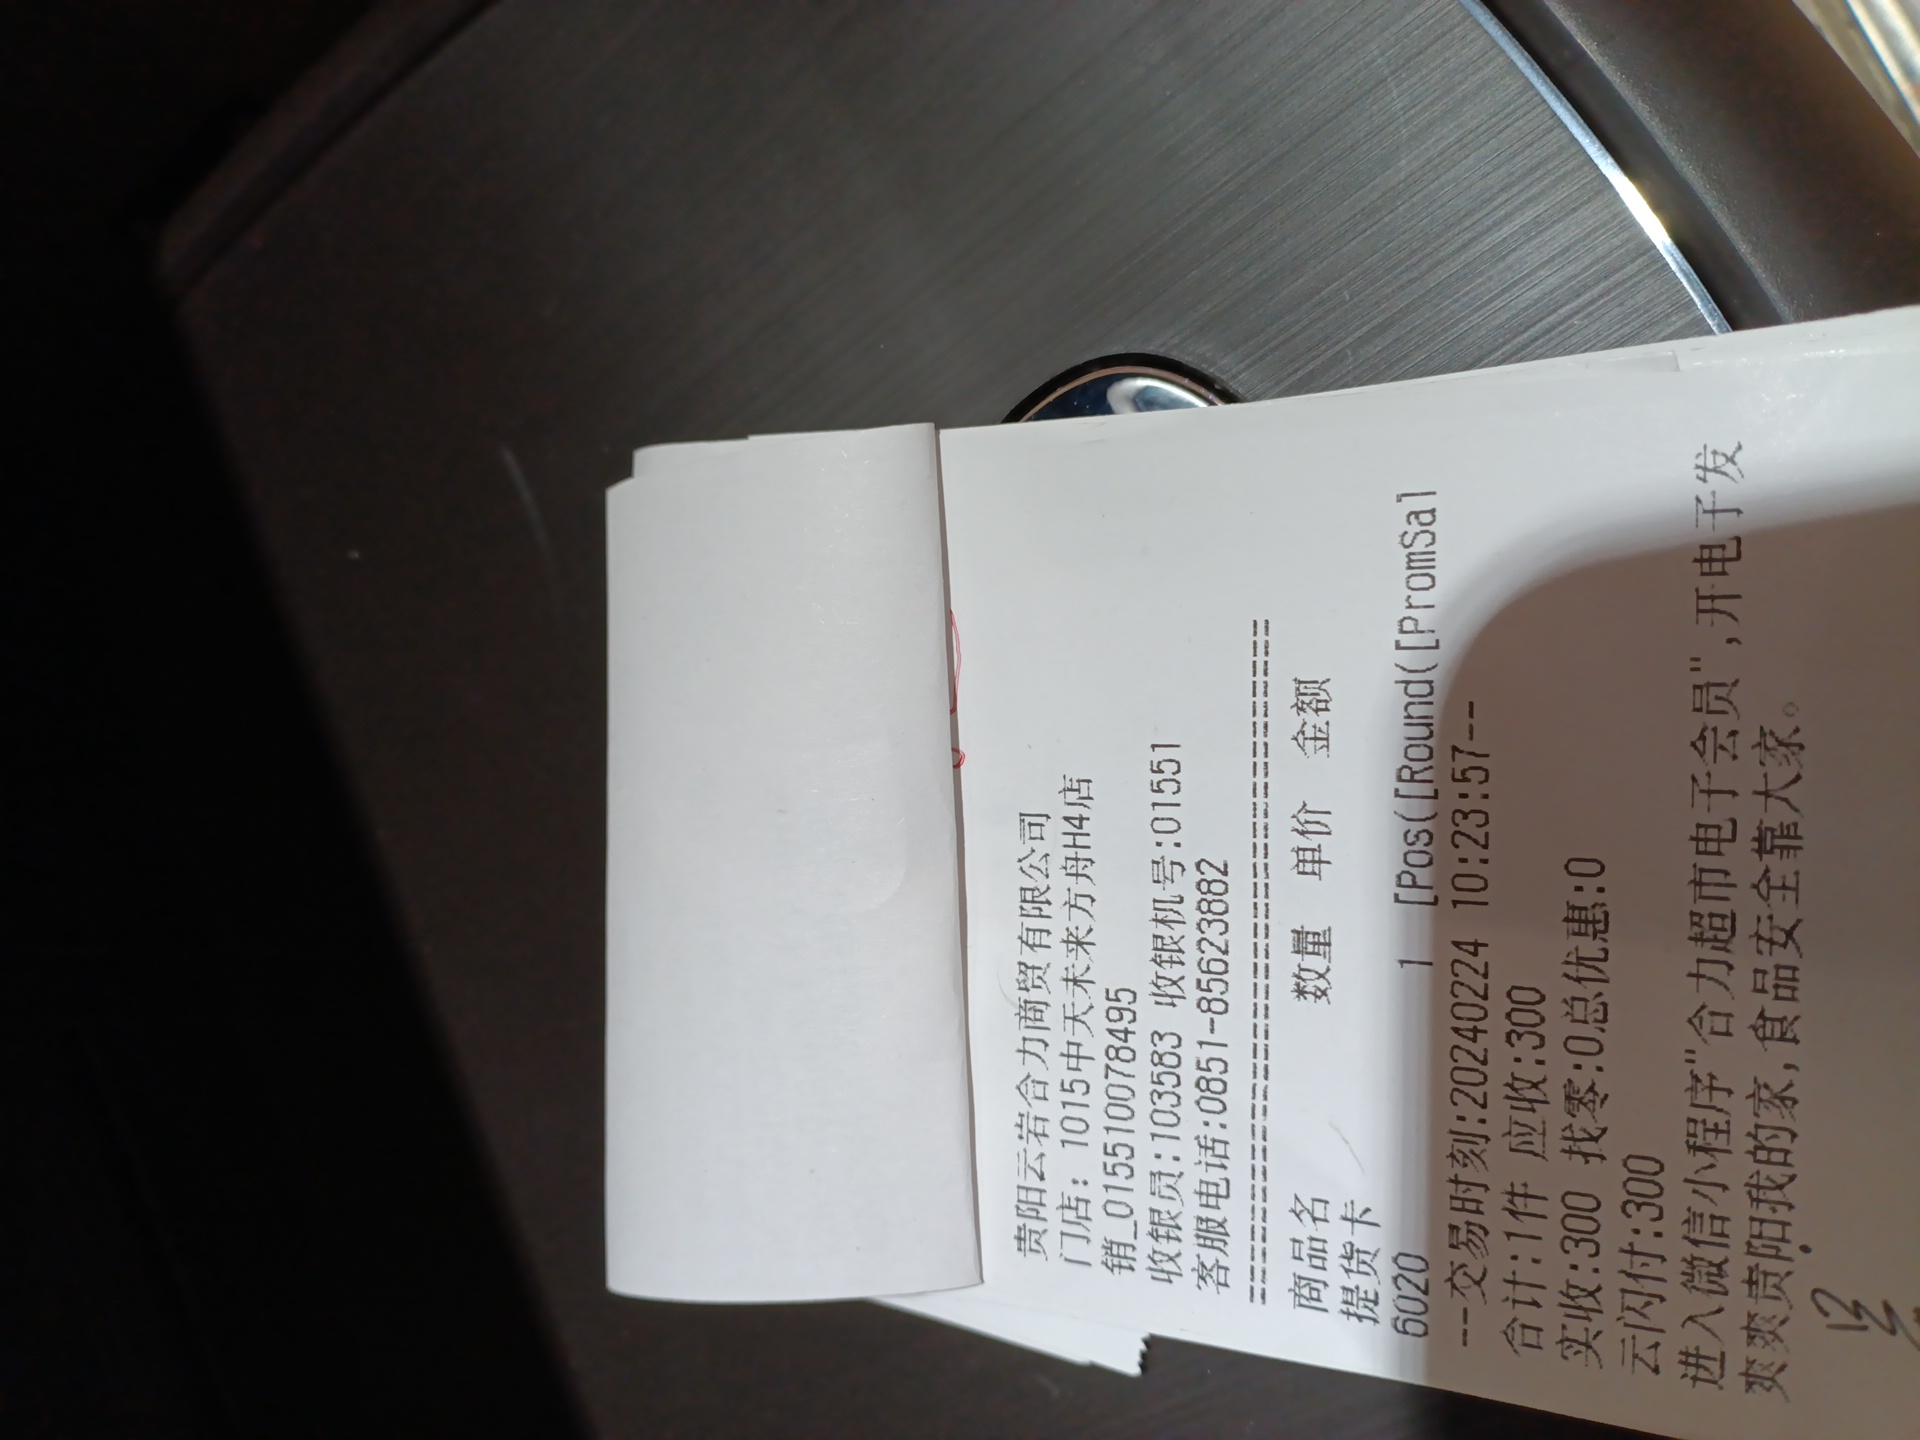 贵阳云岩合力商贸有限公司
门店: 1015中天未来方舟H4店
销_015510078495
收银员:103583 收银机号:01551
客服电话:0851-85623882
========================================
商品名 数量 单价 金额
提货卡
6020 1 [Pos([Round([PromSal
--交易时刻:20240224 10:23:57--
合计:1件 应收:300
实收:300 找零:0总优惠:0
云闪付:300
进入微信小程序"合力超市电子会员",开电子发
爽爽贵阳我的家,食品安全靠大家。